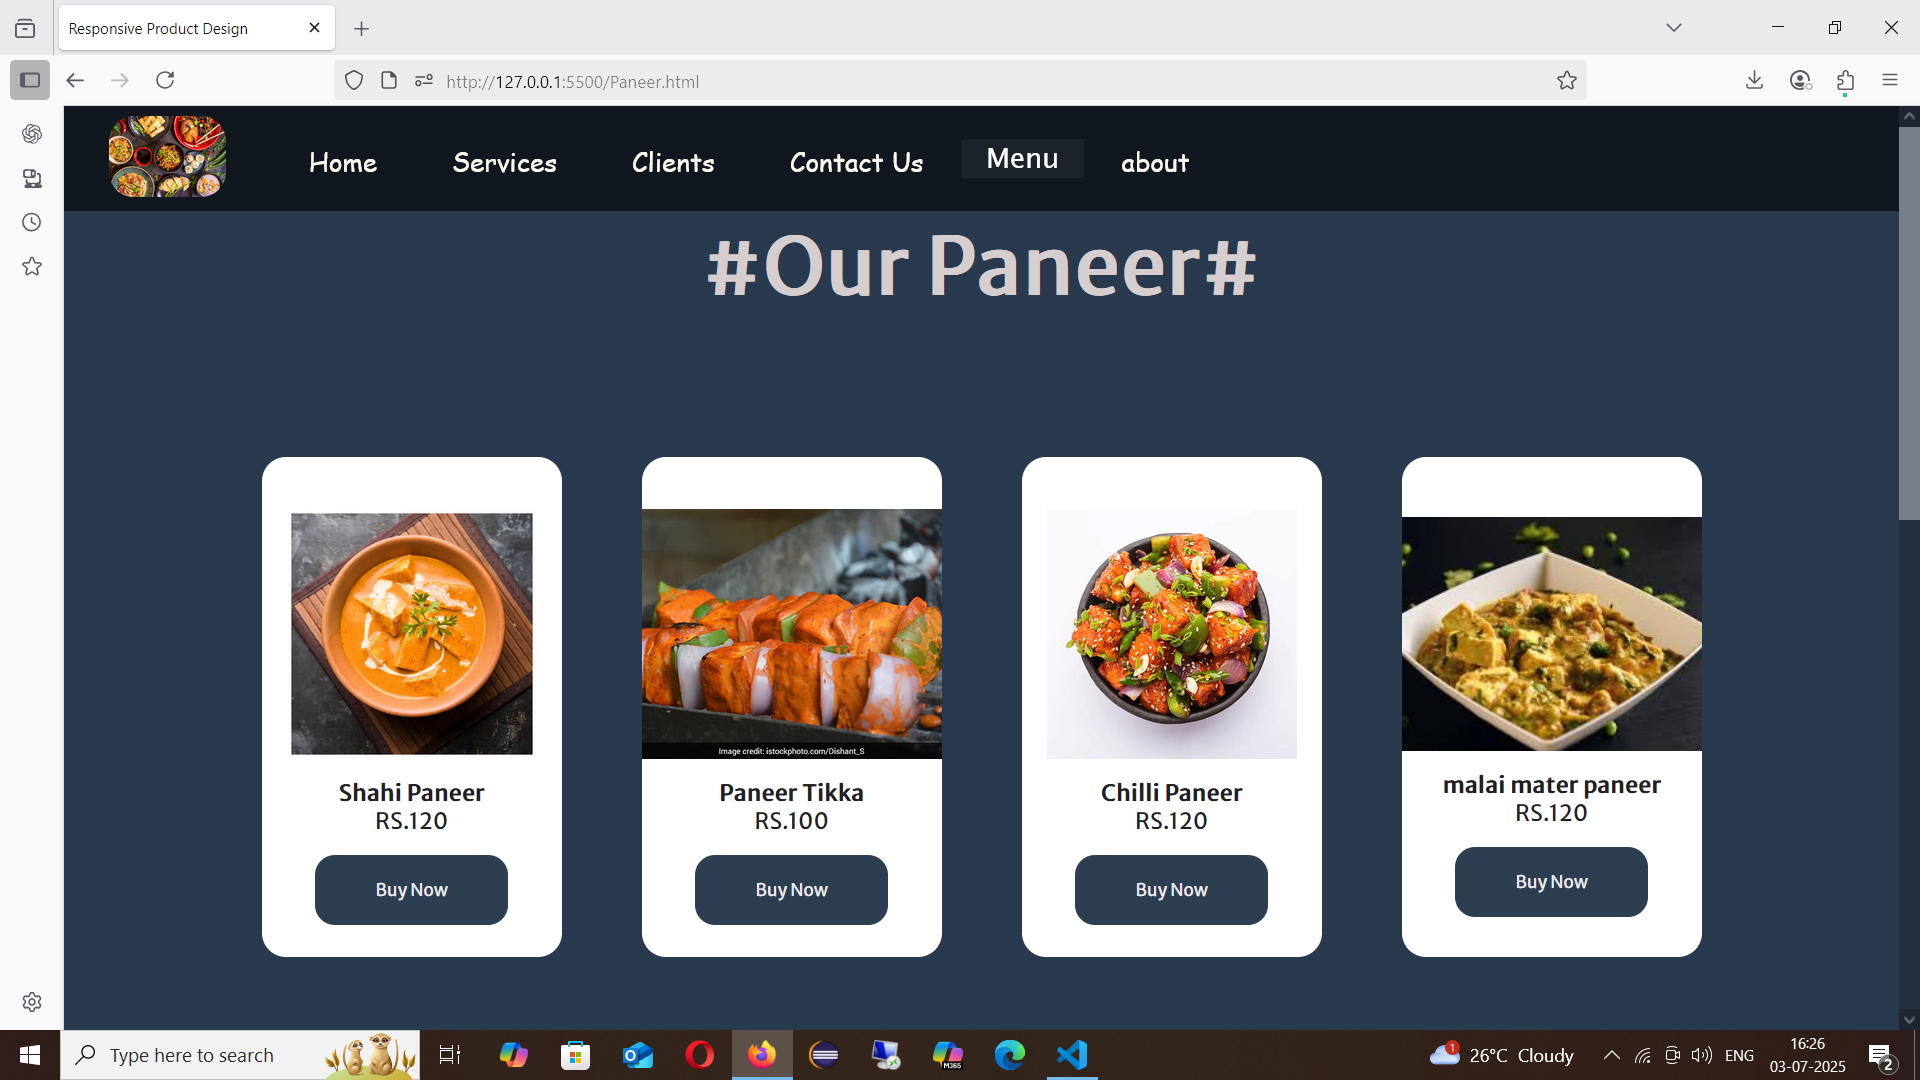 Responsive Product Design
http://127.0.0.1:5500/Paneer.html
Home Services Clients Contact Us Menu about
#Our Paneer#
Image credit: istockphoto.com/Dishant_S
Shahi Paneer
RS.120
Buy Now
Paneer Tikka
RS.100
Buy Now
Chilli Paneer
RS.120
Buy Now
malai mater paneer
RS.120
Buy Now
Type here to search
M365
1
26°C Cloudy
ENG
16:26
03-07-2025
2